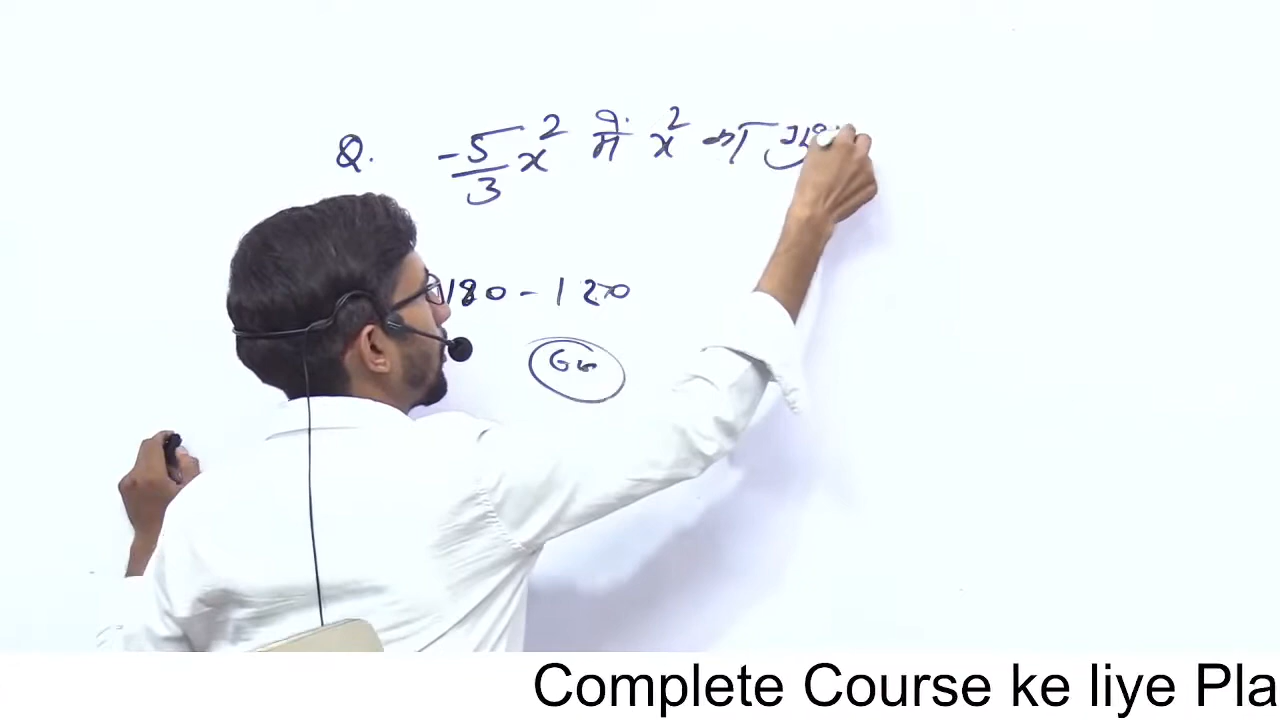 Q. -5/3 x² में x² का
180 - 120
60
Complete Course ke liye Pla